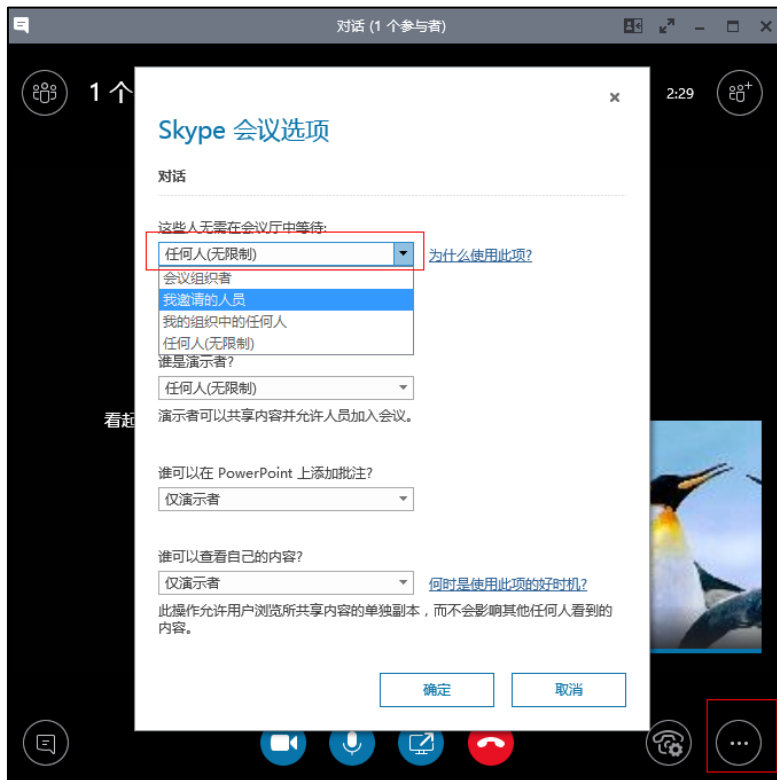 对话 (1 个参与者)
1 个
2:29
Skype 会议选项
对话
这些人无需在会议厅中等待:
任何人(无限制)
为什么使用此项?
会议组织者
我邀请的人员
我的组织中的任何人
任何人(无限制)
谁是演示者?
任何人(无限制)
看起
演示者可以共享内容并允许人员加入会议。
谁可以在 PowerPoint 上添加批注?
仅演示者
谁可以查看自己的内容?
仅演示者
何时是使用此项的好时机?
此操作允许用户浏览所共享内容的单独副本，而不会影响其他任何人看到的
内容。
确定
取消